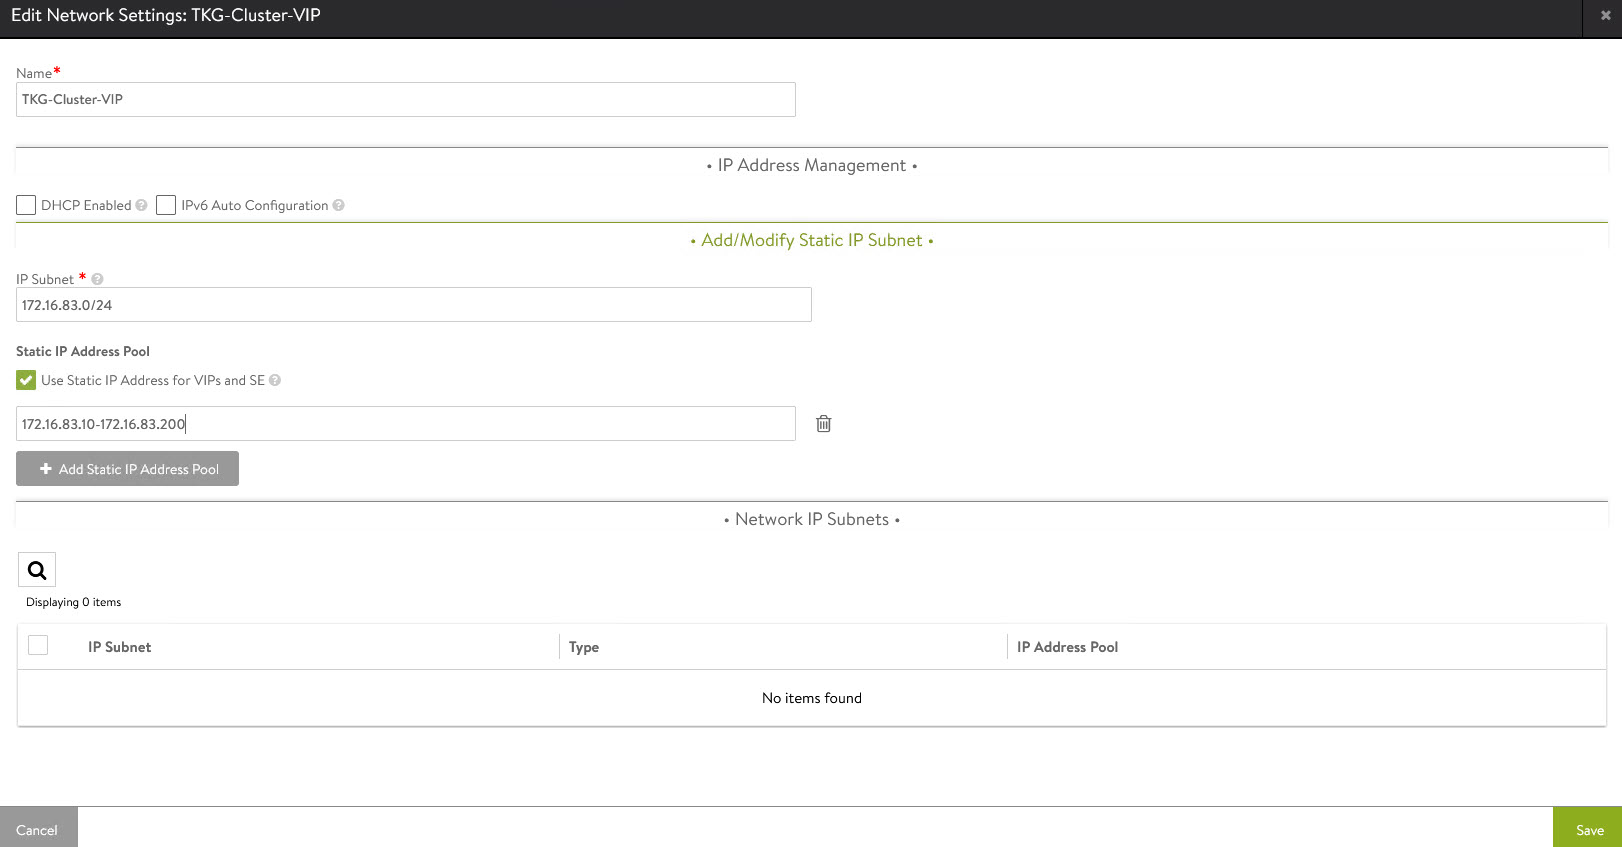 Edit Network Settings: TKG-Cluster-VIP
Name*
TKG-Cluster-VIP
• IP Address Management •
DHCP Enabled ? IPv6 Auto Configuration ?
• Add/Modify Static IP Subnet •
IP Subnet * ?
172.16.83.0/24
Static IP Address Pool
Use Static IP Address for VIPs and SE ?
172.16.83.10-172.16.83.200
+ Add Static IP Address Pool
• Network IP Subnets •
Displaying 0 items
IP Subnet Type IP Address Pool
No items found
Cancel Save